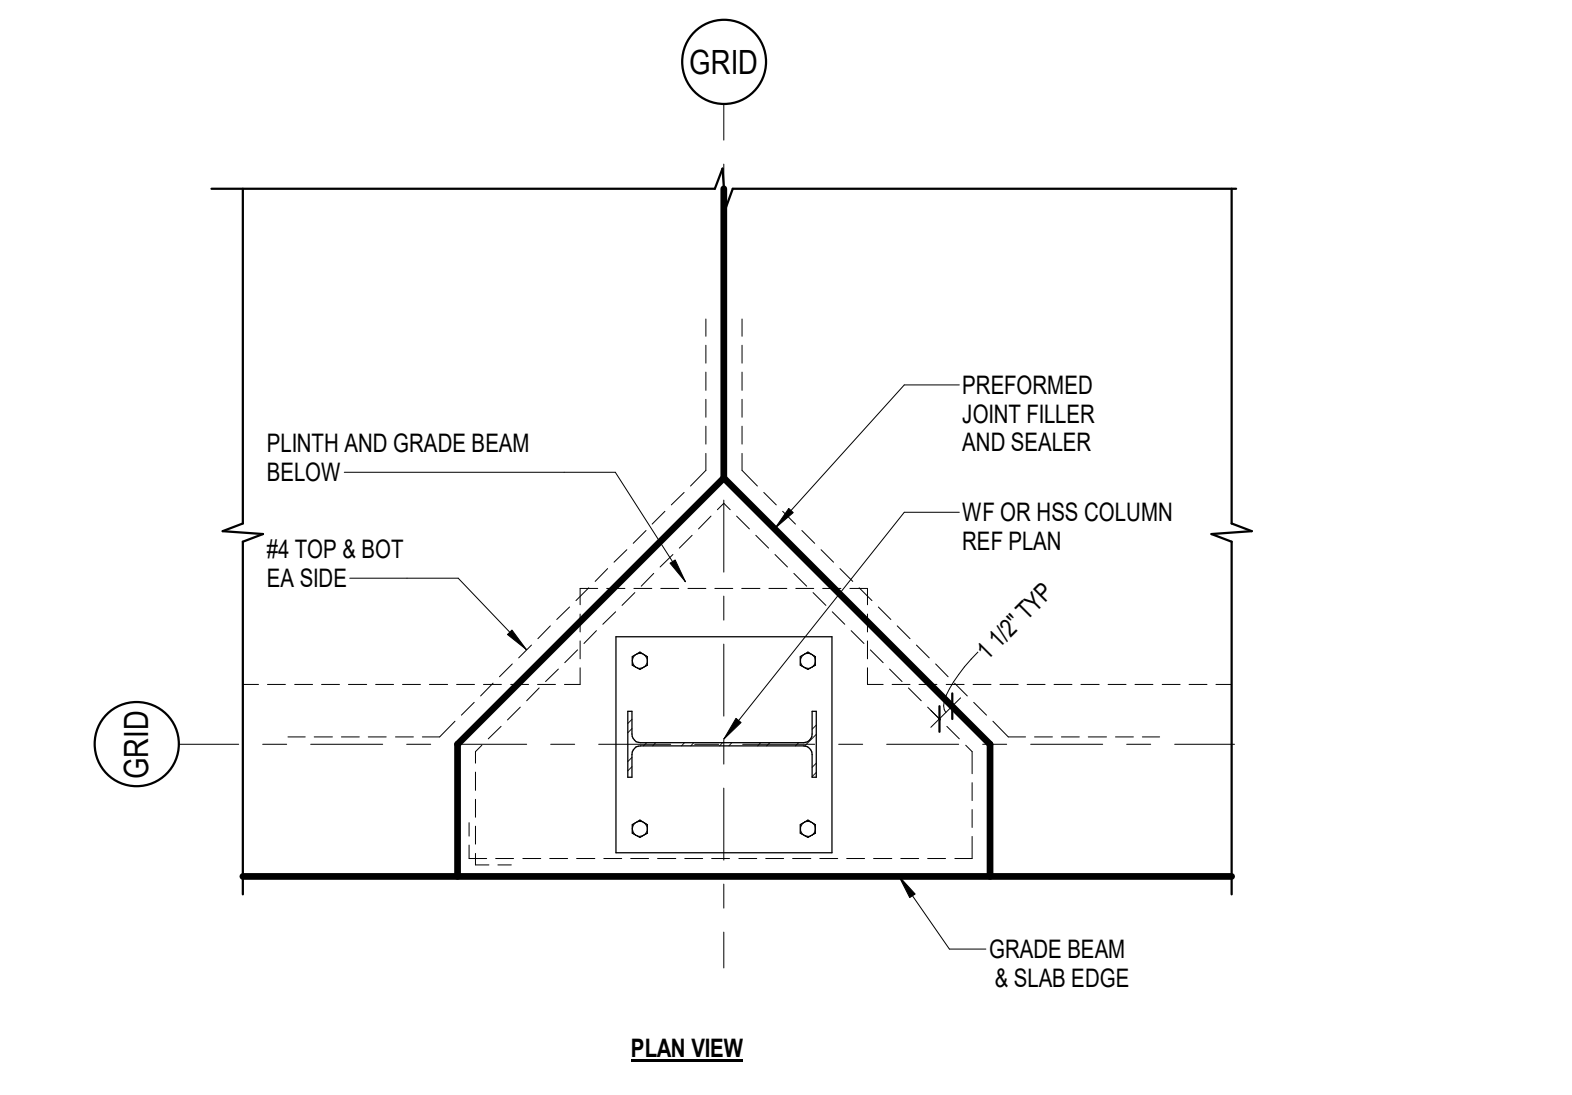 GRID
PREFORMED
JOINT FILLER
AND SEALER
PLINTH AND GRADE BEAM
BELOW
WF OR HSS COLUMN
REF PLAN
#4 TOP & BOT
EA SIDE
1 1/2" TYP
GRID
GRADE BEAM
& SLAB EDGE
PLAN VIEW